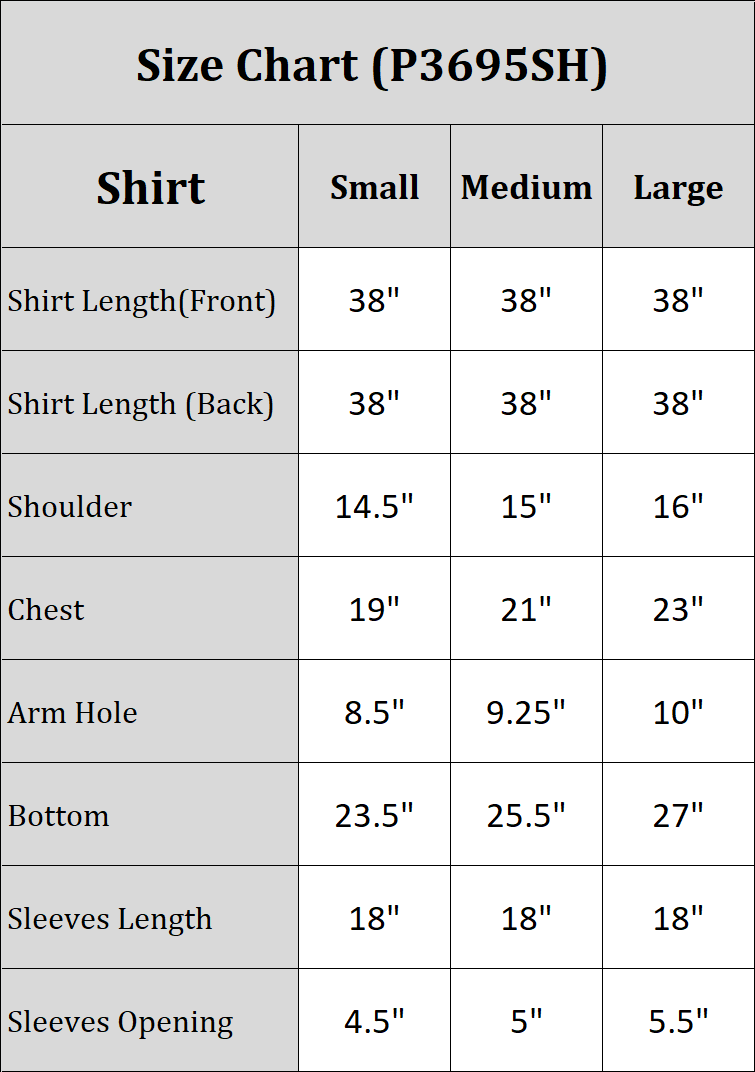 Size Chart (P3695SH)
Shirt Small Medium Large
Shirt Length(Front) 38" 38" 38"
Shirt Length (Back) 38" 38" 38"
Shoulder 14.5" 15" 16"
Chest 19" 21" 23"
Arm Hole 8.5" 9.25" 10"
Bottom 23.5" 25.5" 27"
Sleeves Length 18" 18" 18"
Sleeves Opening 4.5" 5" 5.5"